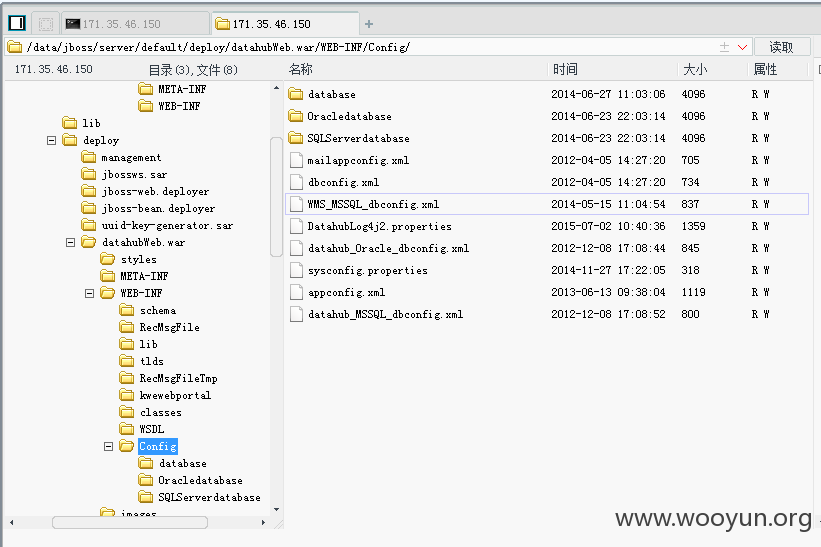 171.35.46.150
171.35.46.150
/data/jboss/server/default/deploy/datahubWeb.war/WEB-INF/Config/
读取
171.35.46.150 目录(3),文件(8)
META-INF
WEB-INF
lib
deploy
management
jbossws.sar
jboss-web.deployer
jboss-bean.deployer
uuid-key-generator.sar
datahubWeb.war
styles
META-INF
WEB-INF
schema
RecMsgFile
lib
tlds
RecMsgFileTmp
kwewebportal
classes
WSDL
Config
database
Oracledatabase
SQLServerdatabase
images
名称 时间 大小 属性
database 2014-06-27 11:03:06 4096 R W
Oracledatabase 2014-06-23 22:03:14 4096 R W
SQLServerdatabase 2014-06-23 22:03:14 4096 R W
mailappconfig.xml 2012-04-05 14:27:20 705 R W
dbconfig.xml 2012-04-05 14:27:20 734 R W
WMS_MSSQL_dbconfig.xml 2014-05-15 11:04:54 837 R W
DatahubLog4j2.properties 2015-07-02 10:40:36 1359 R W
datahub_Oracle_dbconfig.xml 2012-12-08 17:08:44 845 R W
sysconfig.properties 2014-11-27 17:22:05 318 R W
appconfig.xml 2013-06-13 09:38:04 1119 R W
datahub_MSSQL_dbconfig.xml 2012-12-08 17:08:52 800 R W
www.wooyun.org